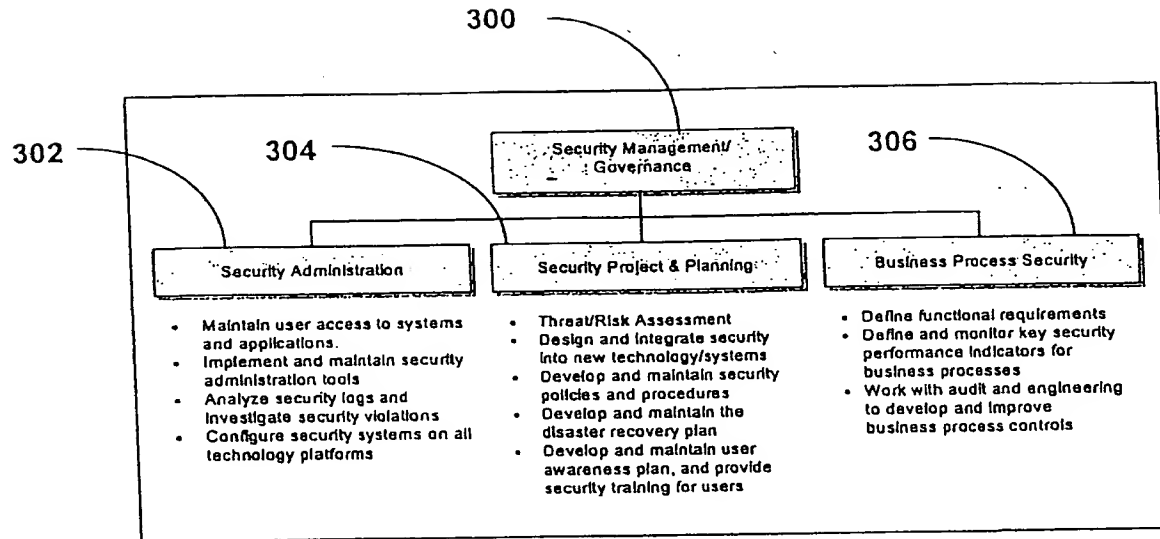 300
302
304
306
Security Management/
Governance
Security Administration
Security Project & Planning
Business Process Security
• Maintain user access to systems
and applications.
• Implement and maintain security
administration tools
• Analyze security logs and
investigate security violations
• Configure security systems on all
technology platforms
• Threat/Risk Assessment
• Design and integrate security
into new technology/systems
• Develop and maintain security
policies and procedures
• Develop and maintain the
disaster recovery plan
• Develop and maintain user
awareness plan, and provide
security training for users
• Define functional requirements
• Define and monitor key security
performance indicators for
business processes
• Work with audit and engineering
to develop and improve
business process controls